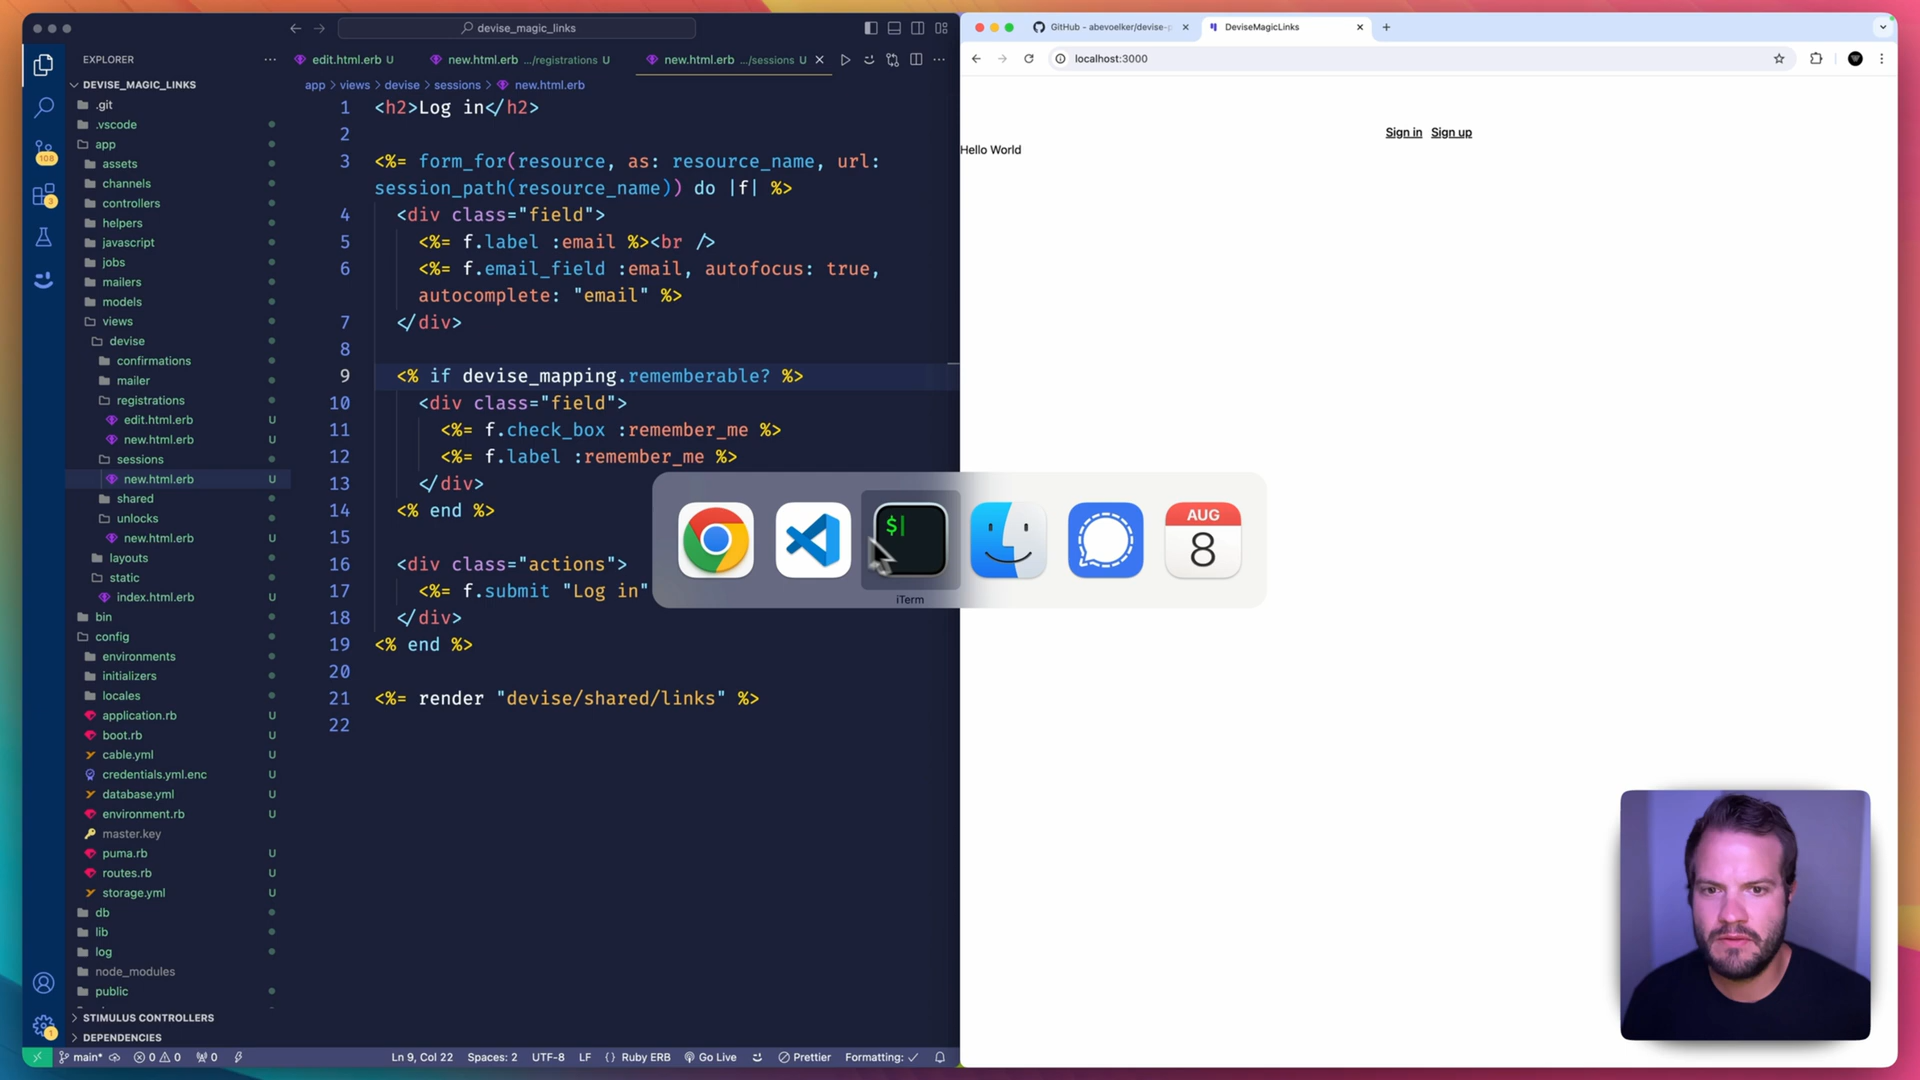 devise_magic_links
GitHub - abevoelker/devise-p
DeviseMagicLinks
localhost:3000
EXPLORER
DEVISE_MAGIC_LINKS
.git
.vscode
app
assets
channels
controllers
helpers
javascript
jobs
mailers
models
views
devise
confirmations
mailer
registrations
edit.html.erb U
new.html.erb U
sessions
new.html.erb U
shared
unlocks
new.html.erb U
layouts
static
index.html.erb U
bin
config
environments
initializers
locales
application.rb U
boot.rb U
cable.yml U
credentials.yml.enc U
database.yml U
environment.rb U
master.key
puma.rb U
routes.rb U
storage.yml U
db
lib
log
node_modules
public
STIMULUS CONTROLLERS
DEPENDENCIES
108
3
1
edit.html.erb U
new.html.erb .../registrations U
new.html.erb .../sessions U
app > views > devise > sessions > new.html.erb
1 <h2>Log in</h2>
2
3 <%= form_for(resource, as: resource_name, url:
session_path(resource_name)) do |f| %>
4 <div class="field">
5 <%= f.label :email %><br />
6 <%= f.email_field :email, autofocus: true,
autocomplete: "email" %>
7 </div>
8
9 <% if devise_mapping.rememberable? %>
10 <div class="field">
11 <%= f.check_box :remember_me %>
12 <%= f.label :remember_me %>
13 </div>
14 <% end %>
15
16 <div class="actions">
17 <%= f.submit "Log in"
18 </div>
19 <% end %>
20
21 <%= render "devise/shared/links" %>
22
Sign in Sign up
Hello World
$
AUG
8
iTerm
main*
0 0
0
Ln 9, Col 22
Spaces: 2
UTF-8
LF
{} Ruby ERB
Go Live
Prettier
Formatting: ✓